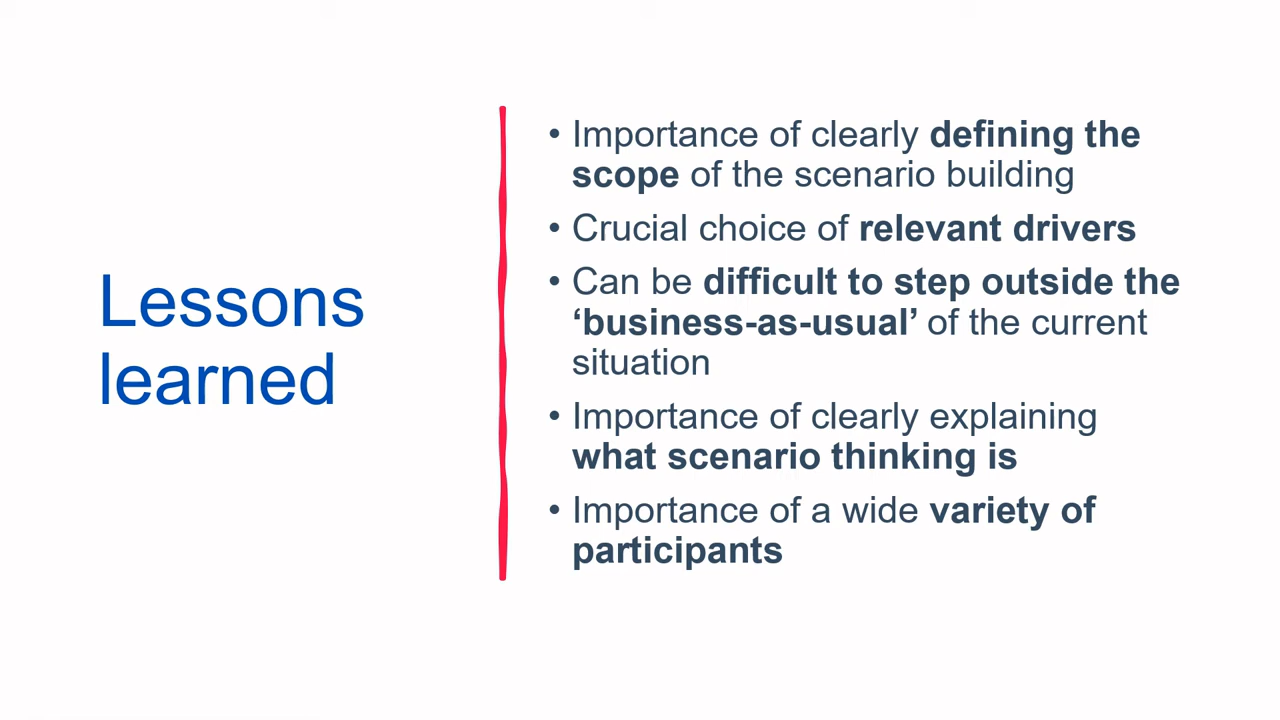 Lessons
learned
• Importance of clearly defining the
scope of the scenario building
• Crucial choice of relevant drivers
• Can be difficult to step outside the
‘business-as-usual’ of the current
situation
• Importance of clearly explaining
what scenario thinking is
• Importance of a wide variety of
participants